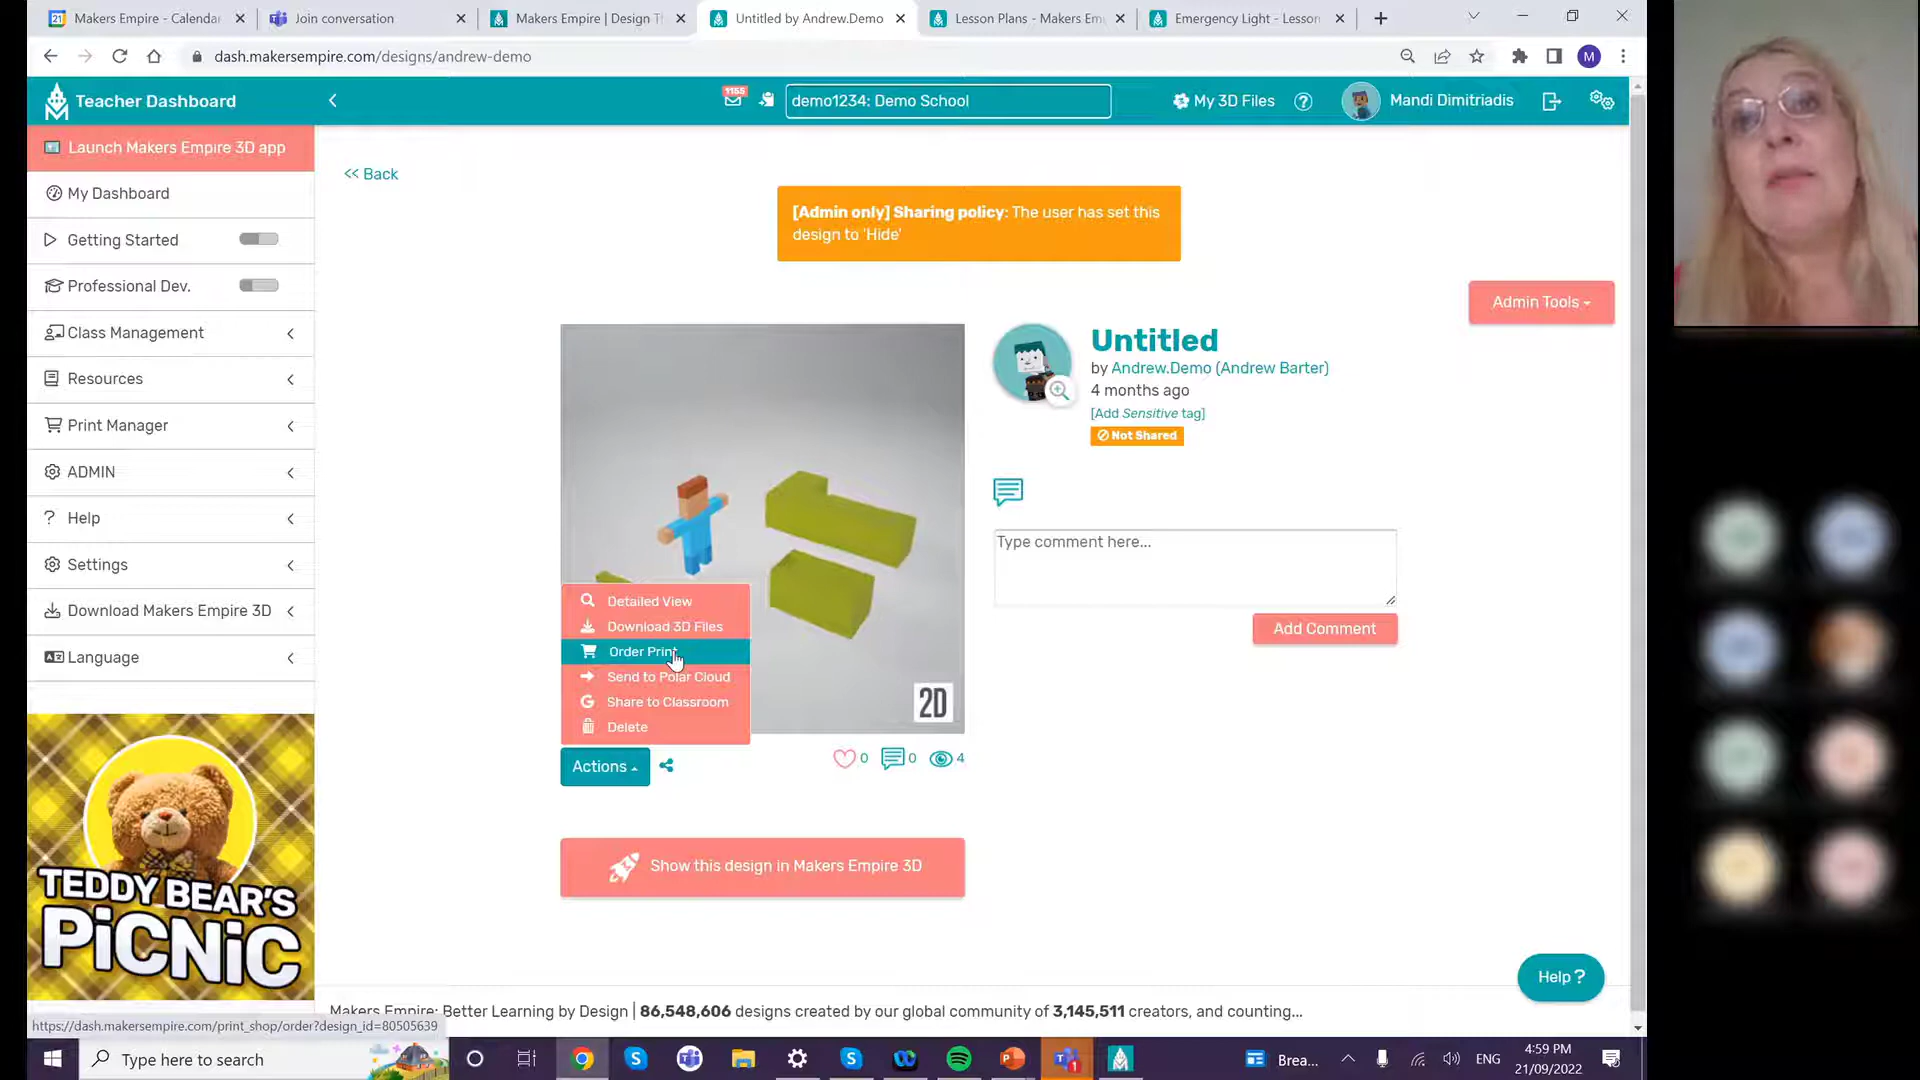 Makers Empire - Calendar
Join conversation
Makers Empire | Design Th
Untitled by Andrew.Demo
Lesson Plans - Makers Em
Emergency Light - Lesson
dash.makersempire.com/designs/andrew-demo
M
Teacher Dashboard
1155
demo1234: Demo School
My 3D Files
Mandi Dimitriadis
Launch Makers Empire 3D app
My Dashboard
Getting Started
Professional Dev.
Class Management
Resources
Print Manager
ADMIN
Help
Settings
Download Makers Empire 3D
Language
<< Back
[Admin only] Sharing policy: The user has set this
design to 'Hide'
Admin Tools
Untitled
by Andrew.Demo (Andrew Barter)
4 months ago
[Add Sensitive tag]
Not Shared
Type comment here...
Add Comment
Detailed View
Download 3D Files
Order Print
Send to Polar Cloud
Share to Classroom
Delete
2D
Actions
0
0
4
Show this design in Makers Empire 3D
TEDDY BEAR'S
PiCNiC
Help ?
Makers Empire: Better Learning by Design | 86,548,606 designs created by our global community of 3,145,511 creators, and counting...
https://dash.makersempire.com/print_shop/order?design_id=80505639
Type here to search
Brea...
ENG
4:59 PM
21/09/2022